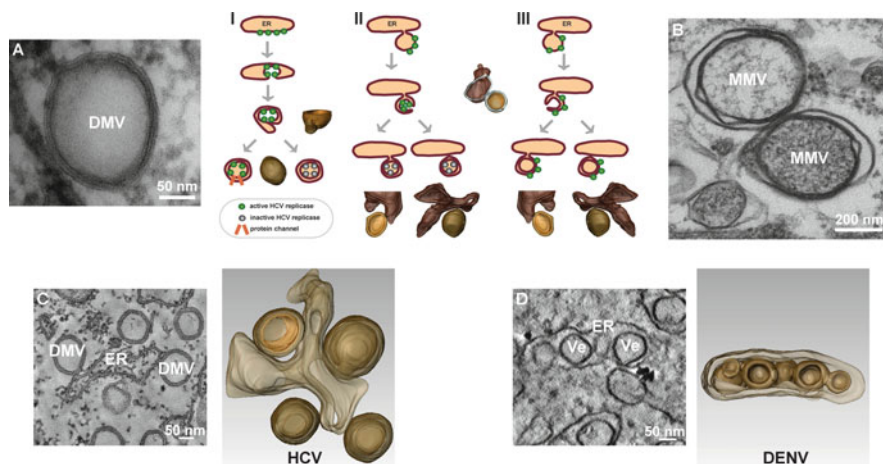 A
DMV
50 nm
I
ER
II
ER
III
ER
active HCV replicase
inactive HCV replicase
protein channel
B
MMV
MMV
200 nm
C
DMV
ER
DMV
50 nm
HCV
D
ER
Ve
Ve
50 nm
DENV